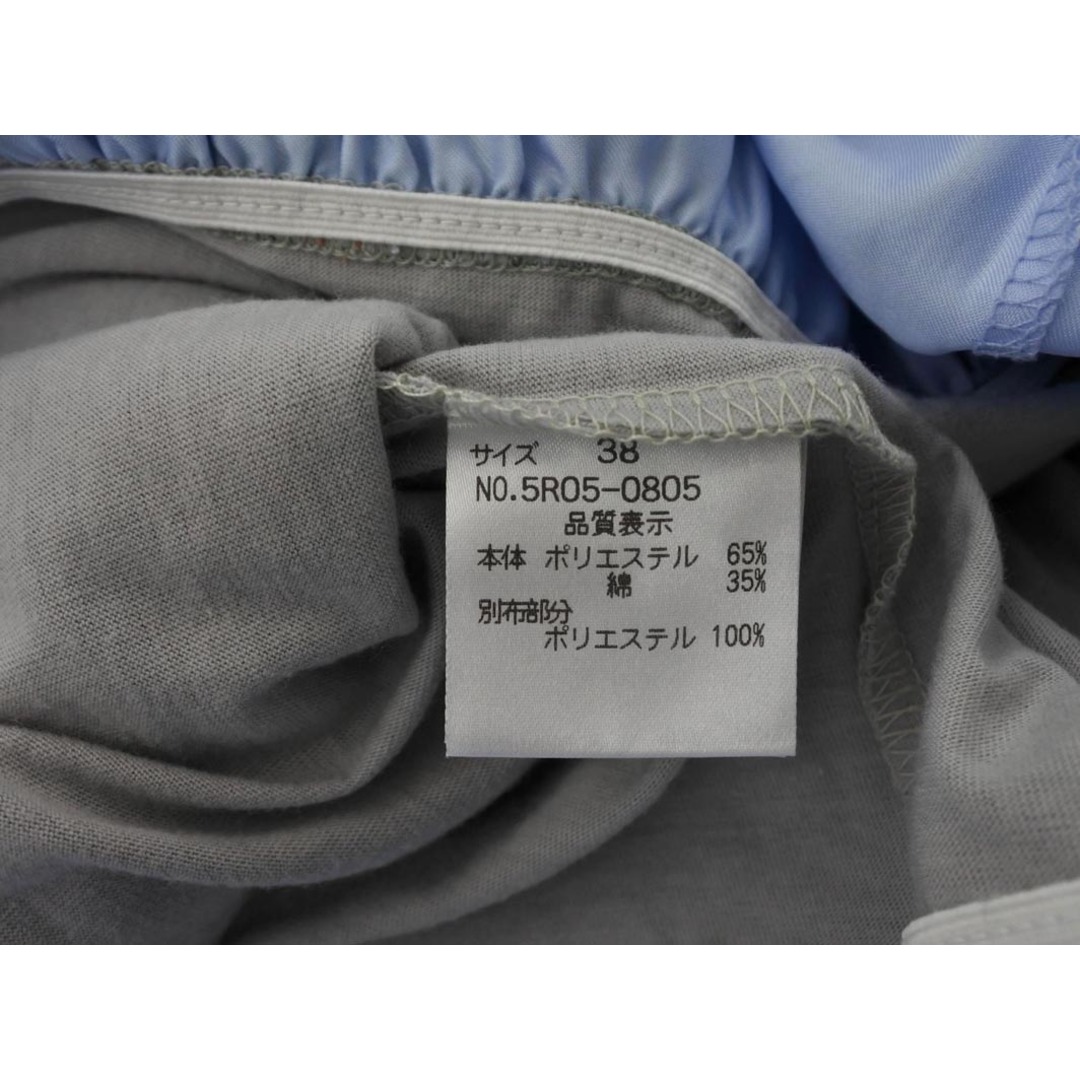 サイズ 38
NO.5R05-0805
品質表示
本体 ポリエステル 65%
綿 35%
別布部分
ポリエステル 100%